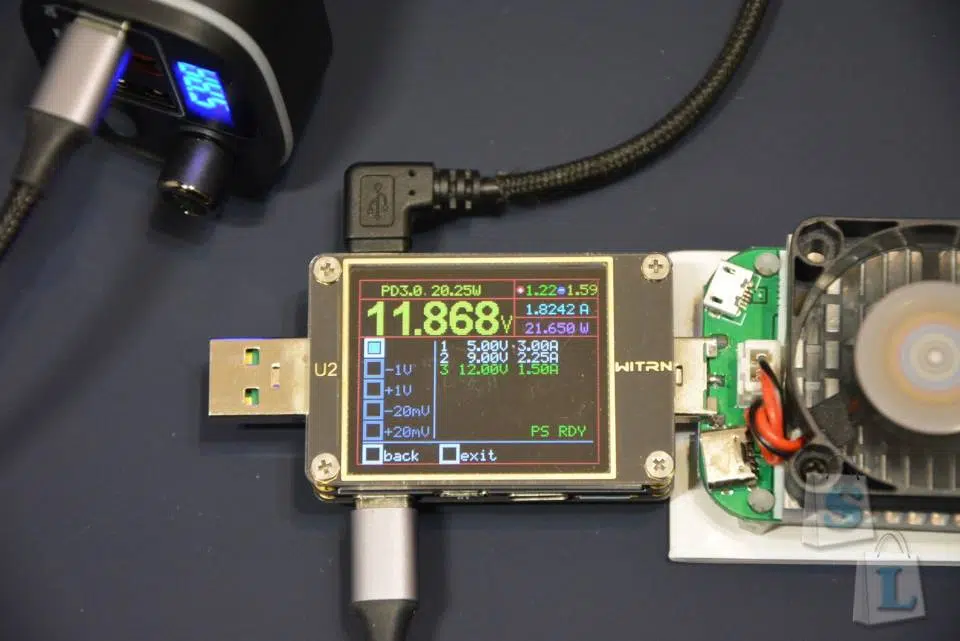 PD3.0 20.25W
+1.22-1.59
11.868V
1.8242 A
21.650 W
1 5.00V 3.00A
2 9.00V 2.25A
3 12.00V 1.50A
-1V
+1V
-20mV
+20mV
PS RDY
back exit
U2
WITRN
S
L